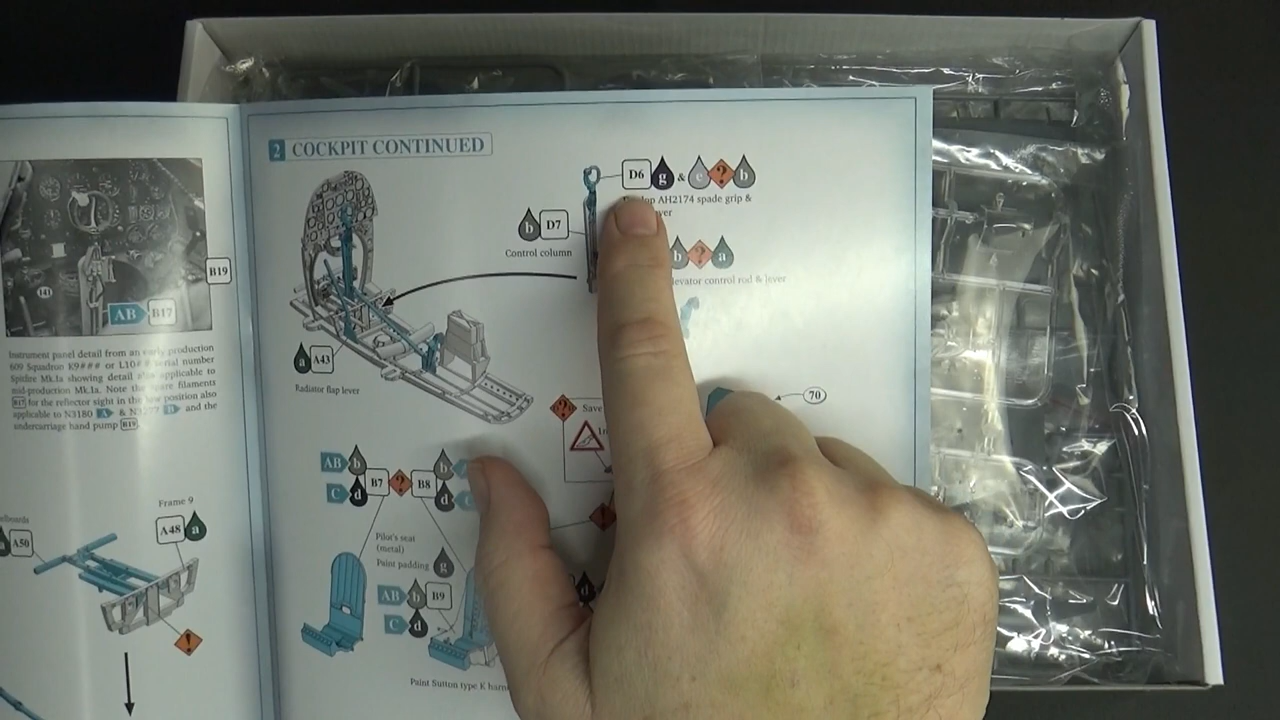 141
AB B17
B19
Instrument panel detail from an early production
609 Squadron K9### or L10## serial number
Spitfire Mk.Ia showing detail also applicable to
mid-production Mk.Ia. Note the spare filaments
B17 for the reflector sight in the low position also
applicable to N3180 A & N3277 D and the
undercarriage hand pump B19.
Frame 9
A48 a
A50
2 COCKPIT CONTINUED
D6 g & c ? b
AH2174 spade grip &
b D7
Control column
b ? a
elevator control rod & lever
a A43
Radiator flap lever
70
? Save
AB b B7 ? B8 b
C d d
Pilot's seat
(metal)
Paint padding g
AB b B9
C d
d
Paint Sutton type K